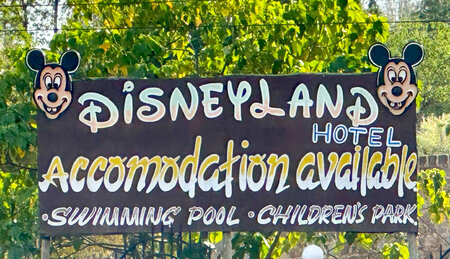 DiSNEYLAND
HOTEL
Accomodation available
• SWIMMING POOL • CHILDREN'S PARK